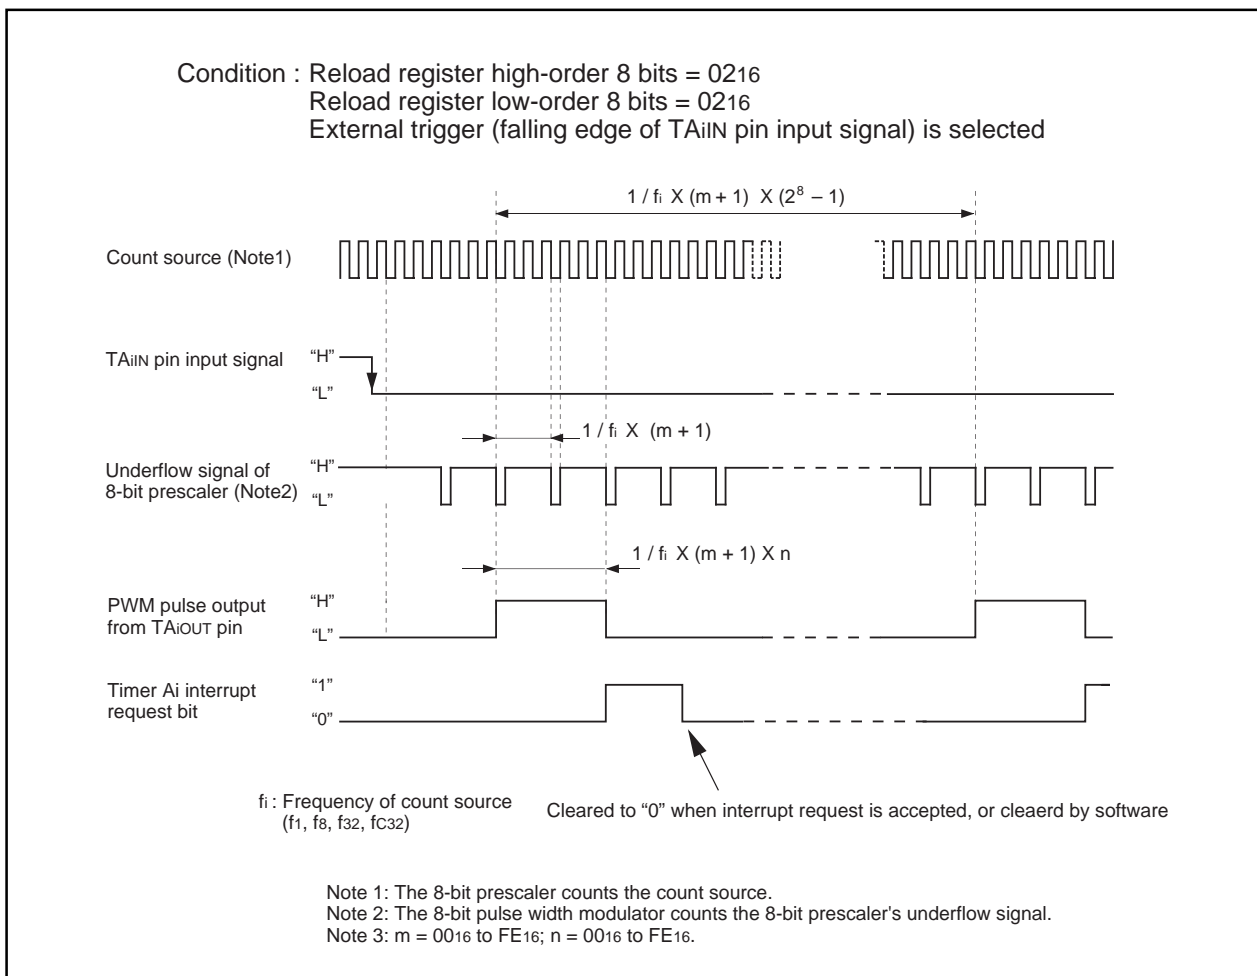 Condition : Reload register high-order 8 bits = 0216
Reload register low-order 8 bits = 0216
External trigger (falling edge of TAiIN pin input signal) is selected
1 / fi X (m + 1) X (2⁸ – 1)
Count source (Note1)
TAiIN pin input signal
“H”
“L”
1 / fi X (m + 1)
Underflow signal of
8-bit prescaler (Note2)
“H”
“L”
1 / fi X (m + 1) X n
PWM pulse output
from TAiOUT pin
“H”
“L”
Timer Ai interrupt
request bit
“1”
“0”
fi : Frequency of count source
(f1, f8, f32, fC32)
Cleared to “0” when interrupt request is accepted, or cleaerd by software
Note 1: The 8-bit prescaler counts the count source.
Note 2: The 8-bit pulse width modulator counts the 8-bit prescaler's underflow signal.
Note 3: m = 0016 to FE16; n = 0016 to FE16.